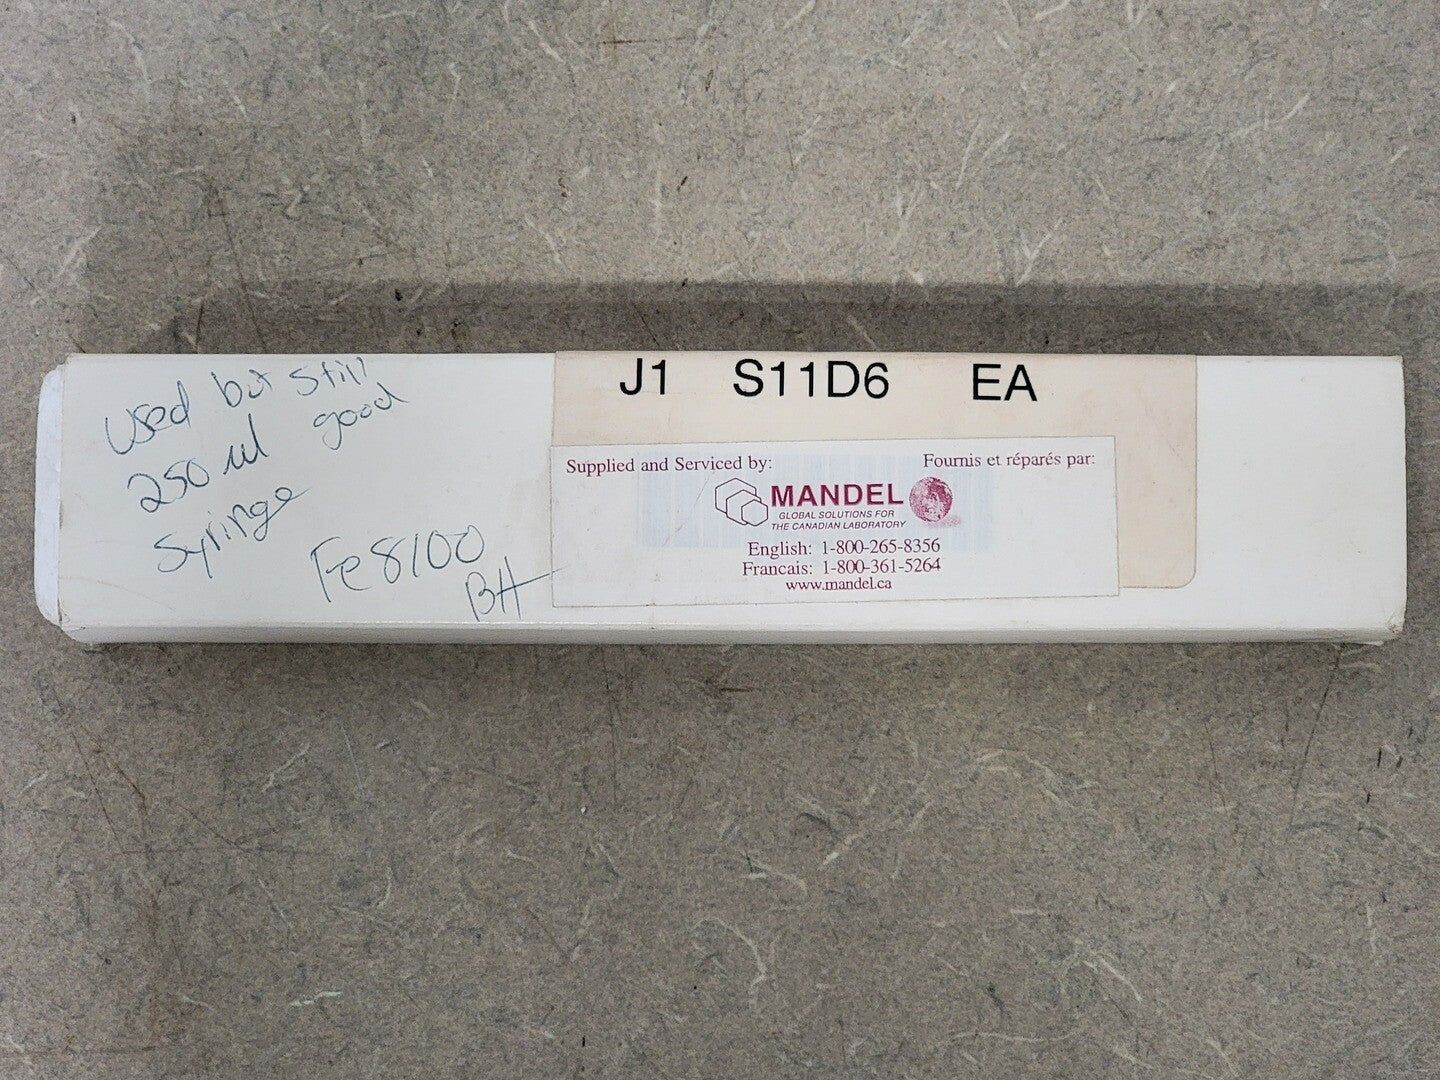 Used but still
250 ul good
syringe
Fe8100
BH
J1 S11D6 EA
Supplied and Serviced by: Fournis et réparés par:
MANDEL
GLOBAL SOLUTIONS FOR
THE CANADIAN LABORATORY
English: 1-800-265-8356
Francais: 1-800-361-5264
www.mandel.ca